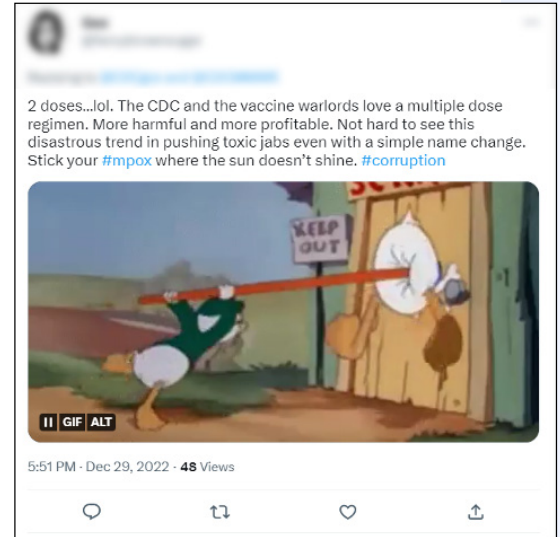 2 doses...lol. The CDC and the vaccine warlords love a multiple dose
regimen. More harmful and more profitable. Not hard to see this
disastrous trend in pushing toxic jabs even with a simple name change.
Stick your #mpox where the sun doesn't shine. #corruption
KEEP
OUT
GIF ALT
5:51 PM · Dec 29, 2022 · 48 Views